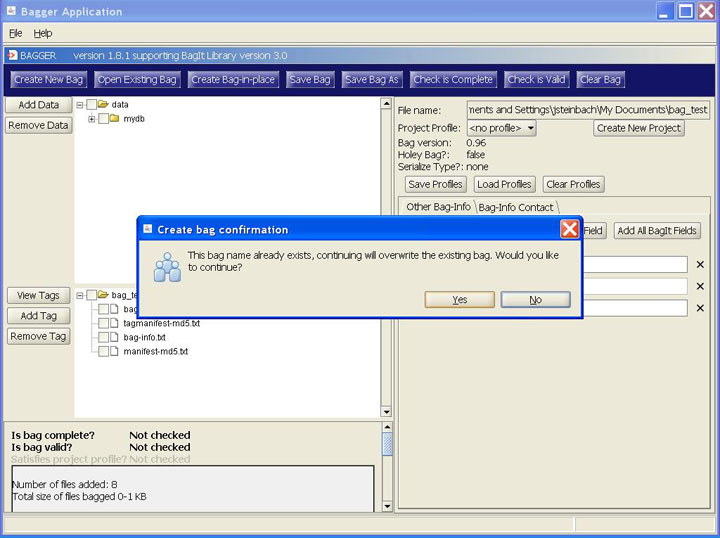 Bagger Application
File Help
BAGGER version 1.8.1 supporting BagIt Library version 3.0
Create New Bag Open Existing Bag Create Bag-in-place Save Bag Save Bag As Check is Complete Check is Valid Clear Bag
Add Data
Remove Data
data
mydb
File name: ments and Settings\jsteinbach\My Documents\bag_test
Project Profile: <no profile> Create New Project
Bag version: 0.96
Holey Bag?: false
Serialize Type?: none
Save Profiles Load Profiles Clear Profiles
Other Bag-Info Bag-Info Contact
Field Add All BagIt Fields
Create bag confirmation
This bag name already exists, continuing will overwrite the existing bag. Would you like
to continue?
Yes No
View Tags
Add Tag
Remove Tag
bag_te
bag
tagmanifest-md5.txt
bag-info.txt
manifest-md5.txt
Is bag complete? Not checked
Is bag valid? Not checked
Satisfies project profile? Not checked
Number of files added: 8
Total size of files bagged 0-1 KB